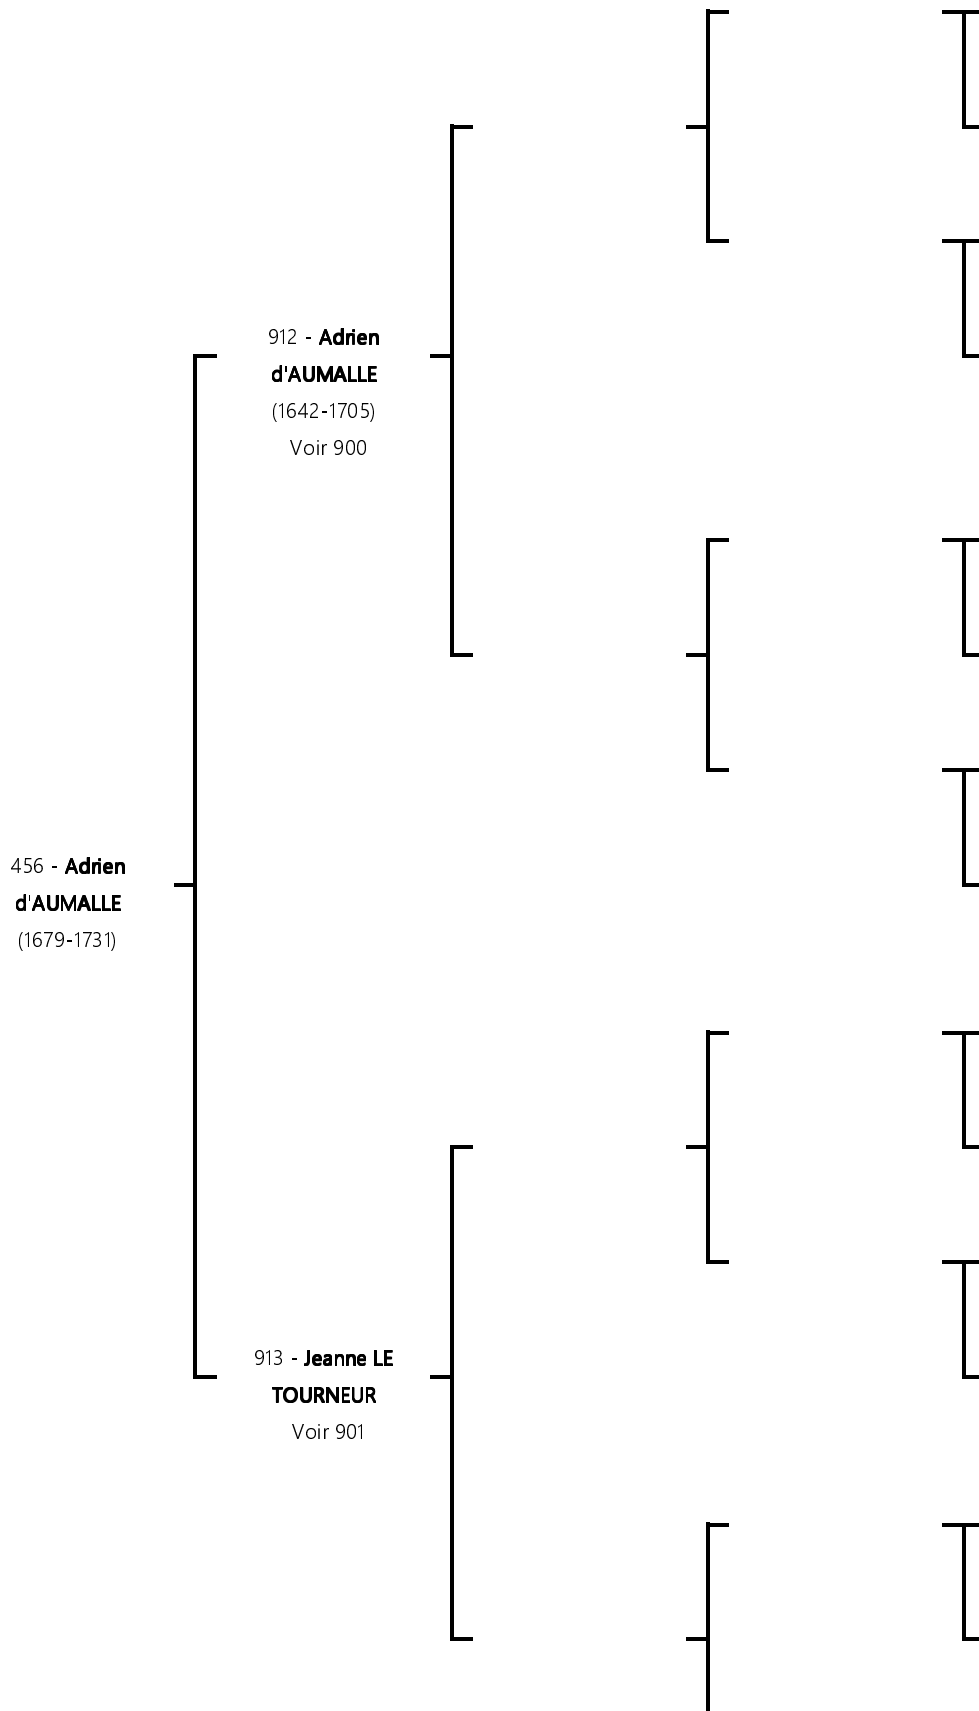 912 - Adrien
d'AUMALLE
(1642-1705)
Voir 900
456 - Adrien
d'AUMALLE
(1679-1731)
913 - Jeanne LE
TOURNEUR
Voir 901